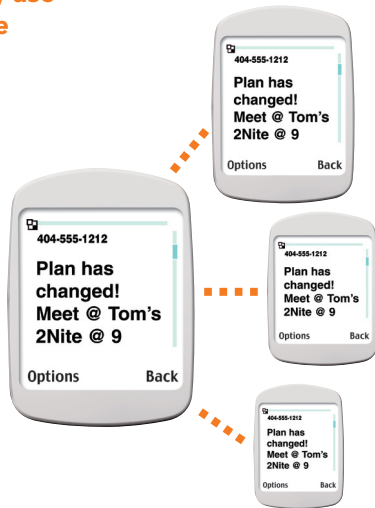 use
e
404-555-1212
Plan has
changed!
Meet @ Tom's
2Nite @ 9
Options Back
404-555-1212
Plan has
changed!
Meet @ Tom's
2Nite @ 9
Options Back
404-555-1212
Plan has
changed!
Meet @ Tom's
2Nite @ 9
Options Back
404-555-1212
Plan has
changed!
Meet @ Tom's
2Nite @ 9
Options Back